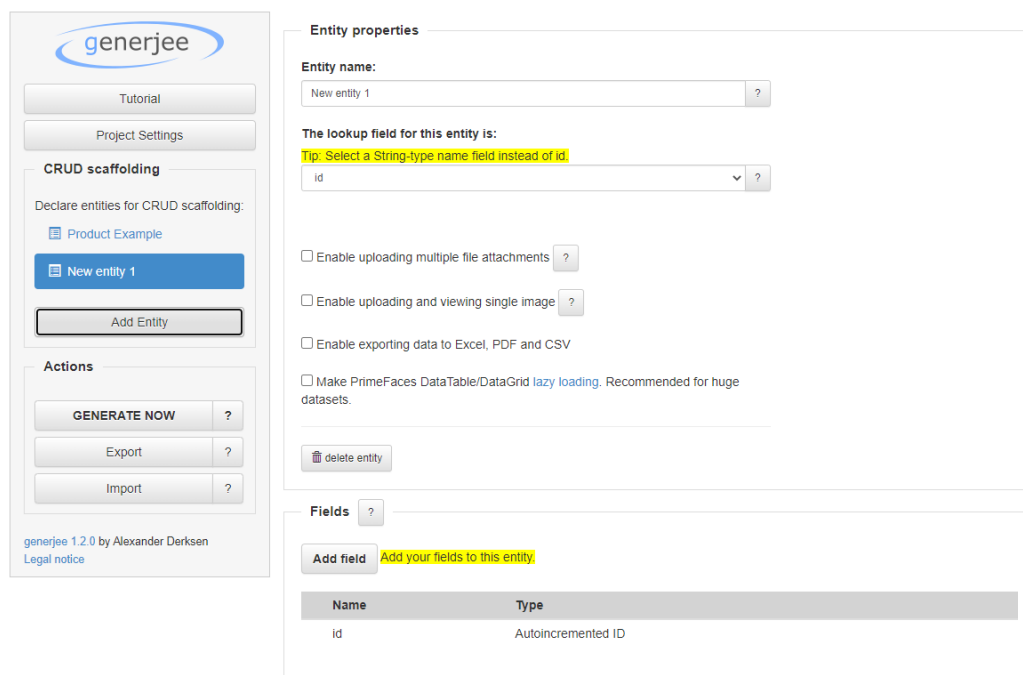 generjee
Tutorial
Project Settings
CRUD scaffolding
Declare entities for CRUD scaffolding:
Product Example
New entity 1
Add Entity
Actions
GENERATE NOW ?
Export ?
Import ?
generjee 1.2.0 by Alexander Derksen
Legal notice
Entity properties
Entity name:
New entity 1 ?
The lookup field for this entity is:
Tip: Select a String-type name field instead of id.
id ?
Enable uploading multiple file attachments ?
Enable uploading and viewing single image ?
Enable exporting data to Excel, PDF and CSV
Make PrimeFaces DataTable/DataGrid lazy loading. Recommended for huge
datasets.
delete entity
Fields ?
Add field Add your fields to this entity.
Name Type
id Autoincremented ID